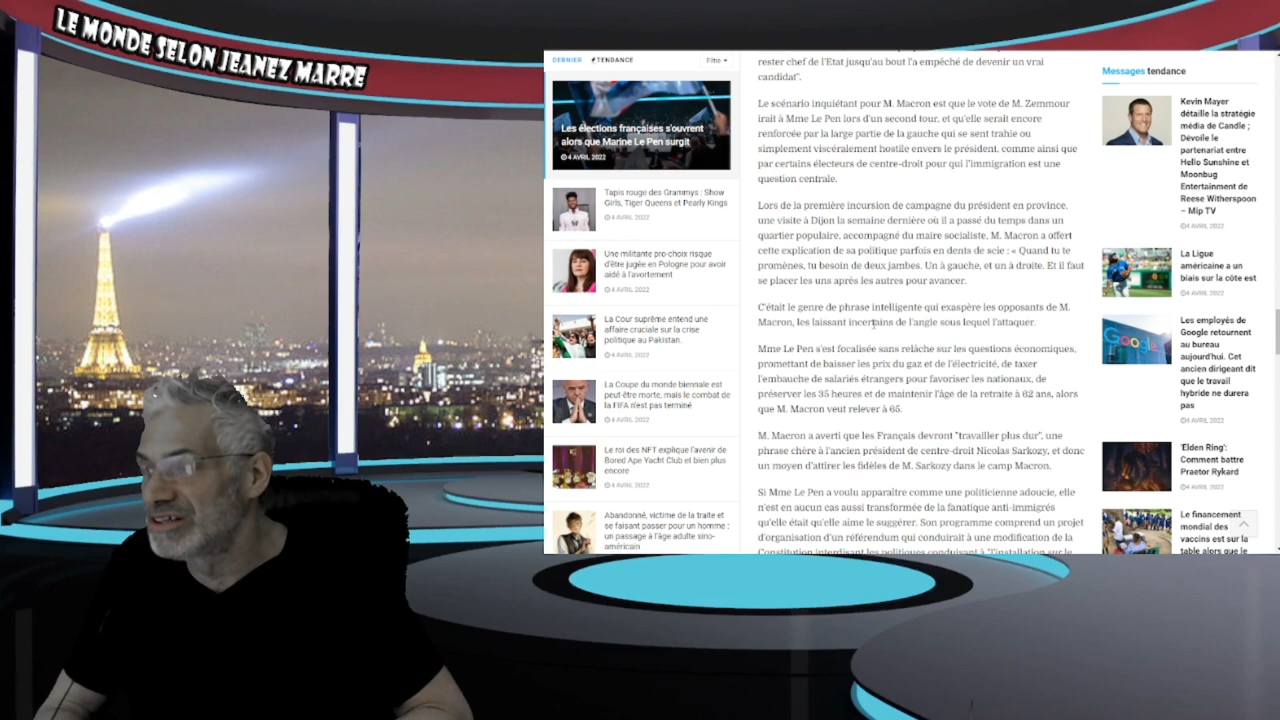 LE MONDE SELON JEANEZ MARRE
DERNIER
TENDANCE
Filtre
Les élections françaises s'ouvrent
alors que Marine Le Pen surgit
4 AVRIL 2022
Tapis rouge des Grammys : Show
Girls, Tiger Queens et Pearly Kings
4 AVRIL 2022
Une militante pro-choix risque
d'être jugée en Pologne pour avoir
aidé à l'avortement
4 AVRIL 2022
La Cour suprême entend une
affaire cruciale sur la crise
politique au Pakistan.
4 AVRIL 2022
La Coupe du monde biennale est
peut-être morte, mais le combat de
la FIFA n'est pas terminé
4 AVRIL 2022
Le roi des NFT explique l'avenir de
Bored Ape Yacht Club et bien plus
encore
4 AVRIL 2022
Abandonné, victime de la traite et
se faisant passer pour un homme :
un passage à l'âge adulte sino-
américain
rester chef de l'Etat jusqu'au bout l'a empêché de devenir un vrai
candidat".
Le scénario inquiétant pour M. Macron est que le vote de M. Zemmour
irait à Mme Le Pen lors d'un second tour, et qu'elle serait encore
renforcée par la large partie de la gauche qui se sent trahie ou
simplement viscéralement hostile envers le président, comme ainsi que
par certains électeurs de centre-droit pour qui l'immigration est une
question centrale.
Lors de la première incursion de campagne du président en province,
une visite à Dijon la semaine dernière où il a passé du temps dans un
quartier populaire, accompagné du maire socialiste, M. Macron a offert
cette explication de sa politique parfois en dents de scie : « Quand tu te
promènes, tu besoin de deux jambes. Un à gauche, et un à droite. Et il faut
se placer les uns après les autres pour avancer.
C'était le genre de phrase intelligente qui exaspère les opposants de M.
Macron, les laissant incertains de l'angle sous lequel l'attaquer.
Mme Le Pen s'est focalisée sans relâche sur les questions économiques,
promettant de baisser les prix du gaz et de l'électricité, de taxer
l'embauche de salariés étrangers pour favoriser les nationaux, de
préserver les 35 heures et de maintenir l'âge de la retraite à 62 ans, alors
que M. Macron veut relever à 65.
M. Macron a averti que les Français devront "travailler plus dur", une
phrase chère à l'ancien président de centre-droit Nicolas Sarkozy, et donc
un moyen d'attirer les fidèles de M. Sarkozy dans le camp Macron.
Si Mme Le Pen a voulu apparaître comme une politicienne adoucie, elle
n'est en aucun cas aussi transformée de la fanatique anti-immigrés
qu'elle était qu'elle aime le suggérer. Son programme comprend un projet
d'organisation d'un référendum qui conduirait à une modification de la
Constitution interdisant les politiques conduisant à "l'installation sur le
Messages tendance
Kevin Mayer
détaille la stratégie
média de Candle ;
Dévoile le
partenariat entre
Hello Sunshine et
Moonbug
Entertainment de
Reese Witherspoon
– Mip TV
4 AVRIL 2022
La Ligue
américaine a un
biais sur la côte est
4 AVRIL 2022
Google
Les employés de
Google retournent
au bureau
aujourd'hui. Cet
ancien dirigeant dit
que le travail
hybride ne durera
pas
4 AVRIL 2022
'Elden Ring':
Comment battre
Praetor Rykard
4 AVRIL 2022
Le financement
mondial des
vaccins est sur la
table alors que le